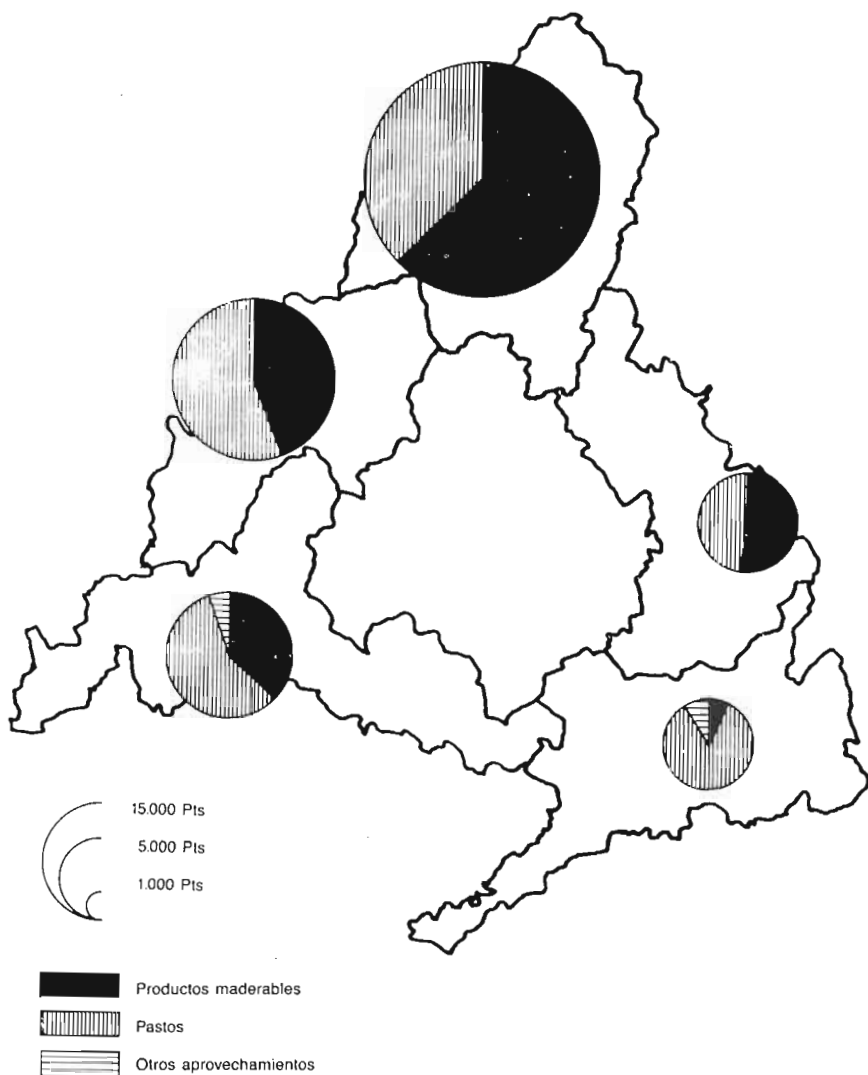 15.000 Pts
5.000 Pts
1.000 Pts
Productos maderables
Pastos
Otros aprovechamientos